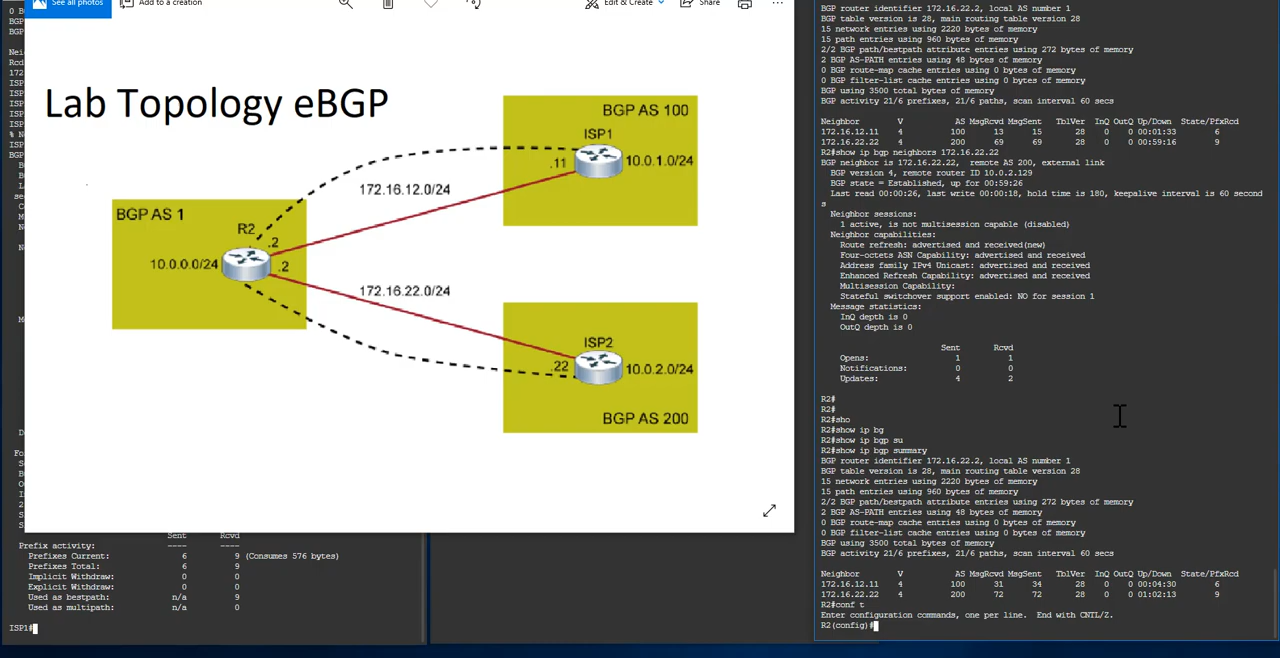 See all photos
Add to a creation
Edit & Create
Share
Lab Topology eBGP
BGP AS 100
ISP1
.11
10.0.1.0/24
172.16.12.0/24
BGP AS 1
R2
.2
10.0.0.0/24
.2
172.16.22.0/24
ISP2
.22
10.0.2.0/24
BGP AS 200
Sent Rcvd
Prefix activity: ---- ----
Prefixes Current: 6 9 (Consumes 576 bytes)
Prefixes Total: 6 9
Implicit Withdraw: 0 0
Explicit Withdraw: 0 0
Used as bestpath: n/a 9
Used as multipath: n/a 0
ISP1#
BGP router identifier 172.16.22.2, local AS number 1
BGP table version is 28, main routing table version 28
15 network entries using 2220 bytes of memory
15 path entries using 960 bytes of memory
2/2 BGP path/bestpath attribute entries using 272 bytes of memory
2 BGP AS-PATH entries using 48 bytes of memory
0 BGP route-map cache entries using 0 bytes of memory
0 BGP filter-list cache entries using 0 bytes of memory
BGP using 3500 total bytes of memory
BGP activity 21/6 prefixes, 21/6 paths, scan interval 60 secs
Neighbor V AS MsgRcvd MsgSent TblVer InQ OutQ Up/Down State/PfxRcd
172.16.12.11 4 100 13 15 28 0 0 00:01:33 6
172.16.22.22 4 200 69 69 28 0 0 00:59:16 9
R2#show ip bgp neighbors 172.16.22.22
BGP neighbor is 172.16.22.22, remote AS 200, external link
BGP version 4, remote router ID 10.0.2.129
BGP state = Established, up for 00:59:26
Last read 00:00:26, last write 00:00:18, hold time is 180, keepalive interval is 60 second
s
Neighbor sessions:
1 active, is not multisession capable (disabled)
Neighbor capabilities:
Route refresh: advertised and received(new)
Four-octets ASN Capability: advertised and received
Address family IPv4 Unicast: advertised and received
Enhanced Refresh Capability: advertised and received
Multisession Capability:
Stateful switchover support enabled: NO for session 1
Message statistics:
InQ depth is 0
OutQ depth is 0
Sent Rcvd
Opens: 1 1
Notifications: 0 0
Updates: 4 2
R2#
R2#
R2#sho
R2#show ip bg
R2#show ip bgp su
R2#show ip bgp summary
BGP router identifier 172.16.22.2, local AS number 1
BGP table version is 28, main routing table version 28
15 network entries using 2220 bytes of memory
15 path entries using 960 bytes of memory
2/2 BGP path/bestpath attribute entries using 272 bytes of memory
2 BGP AS-PATH entries using 48 bytes of memory
0 BGP route-map cache entries using 0 bytes of memory
0 BGP filter-list cache entries using 0 bytes of memory
BGP using 3500 total bytes of memory
BGP activity 21/6 prefixes, 21/6 paths, scan interval 60 secs
Neighbor V AS MsgRcvd MsgSent TblVer InQ OutQ Up/Down State/PfxRcd
172.16.12.11 4 100 31 34 28 0 0 00:04:30 6
172.16.22.22 4 200 72 72 28 0 0 01:02:13 9
R2#conf t
Enter configuration commands, one per line. End with CNTL/Z.
R2(config)#